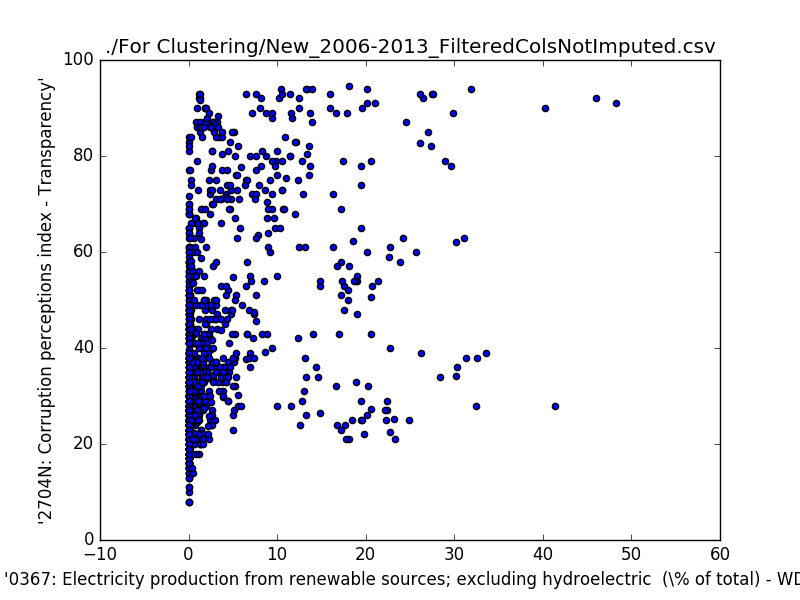 ./For Clustering/New_2006-2013_FilteredColsNotImputed.csv
100
80
60
40
20
0
'2704N: Corruption perceptions index - Transparency'
−10 0 10 20 30 40 50 60
'0367: Electricity production from renewable sources; excluding hydroelectric (\% of total) - WD